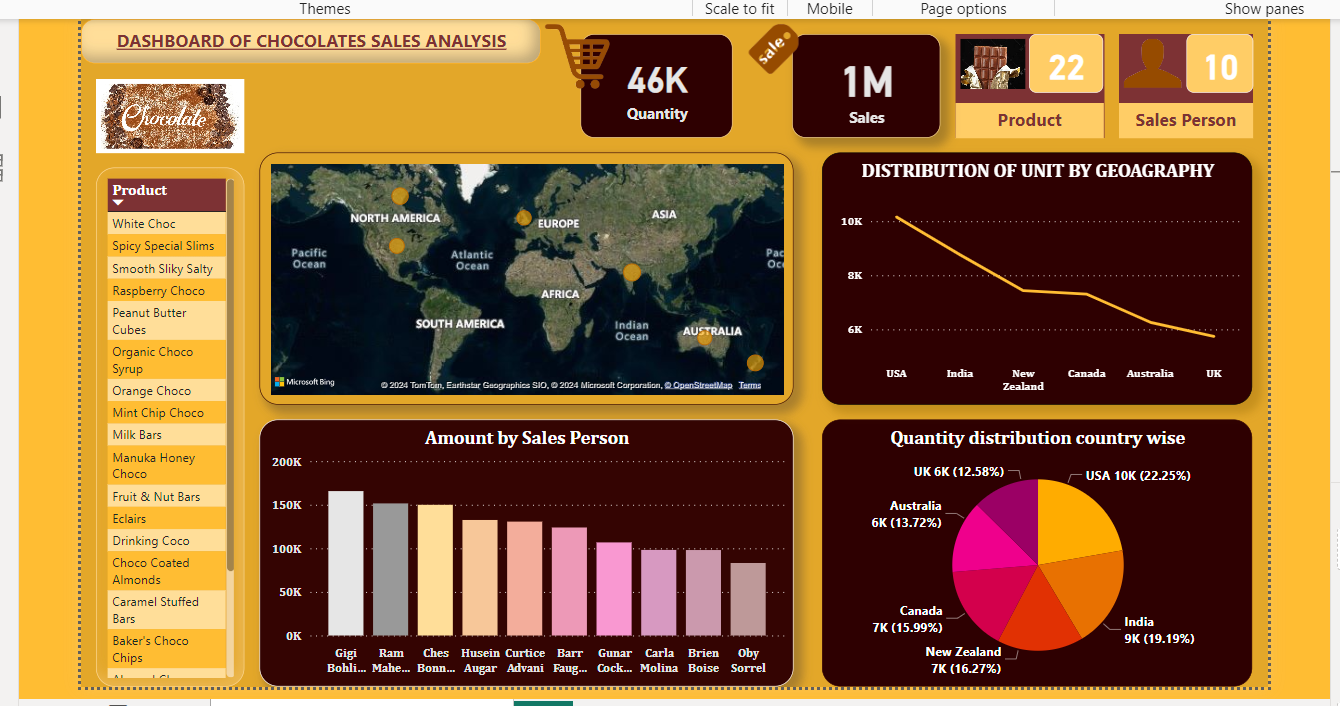 Themes
Scale to fit
Mobile
Page options
Show panes
DASHBOARD OF CHOCOLATES SALES ANALYSIS
46K
Quantity
sale
1M
Sales
22
Product
10
Sales Person
Chocolate
Product
White Choc
Spicy Special Slims
Smooth Sliky Salty
Raspberry Choco
Peanut Butter
Cubes
Organic Choco
Syrup
Orange Choco
Mint Chip Choco
Milk Bars
Manuka Honey
Choco
Fruit & Nut Bars
Eclairs
Drinking Coco
Choco Coated
Almonds
Caramel Stuffed
Bars
Baker's Choco
Chips
NORTH AMERICA
EUROPE
ASIA
Pacific
Ocean
Atlantic
Ocean
Pac
Oc
AFRICA
SOUTH AMERICA
Indian
Ocean
AUSTRALIA
Microsoft Bing
© 2024 TomTom, Earthstar Geographics SIO, © 2024 Microsoft Corporation, © OpenStreetMap Terms
DISTRIBUTION OF UNIT BY GEOAGRAPHY
10K
8K
6K
USA
India
New
Zealand
Canada
Australia
UK
Amount by Sales Person
200K
150K
100K
50K
0K
Gigi
Bohli...
Ram
Mahe...
Ches
Bonn...
Husein
Augar
Curtice
Advani
Barr
Faug...
Gunar
Cock...
Carla
Molina
Brien
Boise
Oby
Sorrel
Quantity distribution country wise
UK 6K (12.58%)
USA 10K (22.25%)
Australia
6K (13.72%)
Canada
7K (15.99%)
India
9K (19.19%)
New Zealand
7K (16.27%)